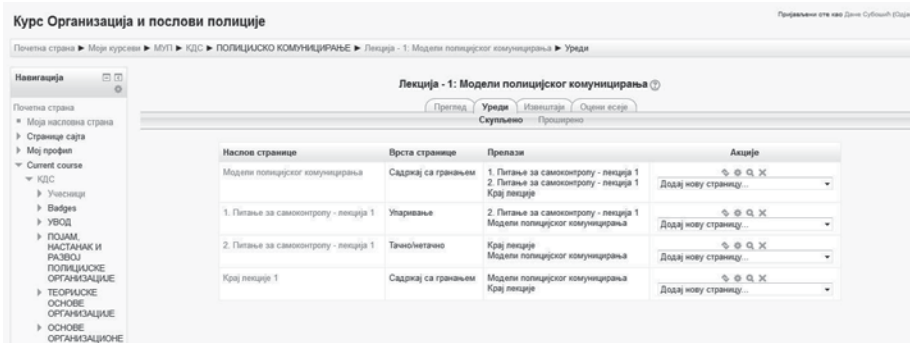 Пријављени сте као Дане Субошић (Одја
Курс Организација и послови полиције
Почетна страна ► Моји курсеви ► МУП ► КДС ► ПОЛИЦИЈСКО КОМУНИЦИРАЊЕ ► Лекција - 1: Модели полицијског комуницирања ► Уреди
Навигација
Почетна страна
Моја насловна страна
Странице сајта
Мој профил
Current course
КДС
Учесници
Badges
УВОД
ПОЈАМ,
НАСТАНАК И
РАЗВОЈ
ПОЛИЦИЈСКЕ
ОРГАНИЗАЦИЈЕ
ТЕОРИЈСКЕ
ОСНОВЕ
ОРГАНИЗАЦИЈЕ
ОСНОВЕ
ОРГАНИЗАЦИОНЕ
Лекција - 1: Модели полицијског комуницирања
Преглед Уреди Извештаји Оцени есеје
Скупљено Проширено
Наслов странице Врста странице Прелази Акције
Модели полицијског комуницирања Садржај са гранањем 1. Питање за самоконтролу - лекција 1
2. Питање за самоконтролу - лекција 1
Крај лекције
Додај нову страницу...
1. Питање за самоконтролу - лекција 1 Упаривање 2. Питање за самоконтролу - лекција 1
Модели полицијског комуницирања Додај нову страницу...
2. Питање за самоконтролу - лекција 1 Тачно/нетачно Крај лекције
Модели полицијског комуницирања Додај нову страницу...
Крај лекције 1 Садржај са гранањем Модели полицијског комуницирања
Крај лекције Додај нову страницу...